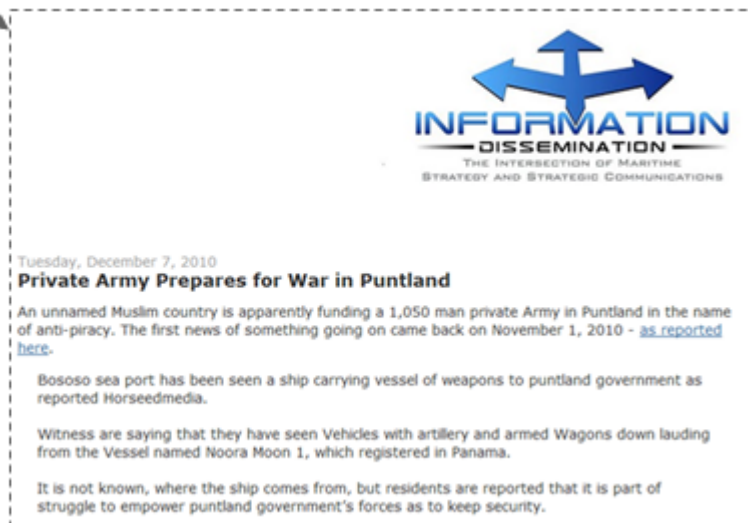 INFORMATION
DISSEMINATION
THE INTERSECTION OF MARITIME
STRATEGY AND STRATEGIC COMMUNICATIONS
Tuesday, December 7, 2010
Private Army Prepares for War in Puntland
An unnamed Muslim country is apparently funding a 1,050 man private Army in Puntland in the name
of anti-piracy. The first news of something going on came back on November 1, 2010 - as reported
here.
Bososo sea port has been seen a ship carrying vessel of weapons to puntland government as
reported Horseedmedia.
Witness are saying that they have seen Vehicles with artillery and armed Wagons down lauding
from the Vessel named Noora Moon 1, which registered in Panama.
It is not known, where the ship comes from, but residents are reported that it is part of
struggle to empower puntland government's forces as to keep security.